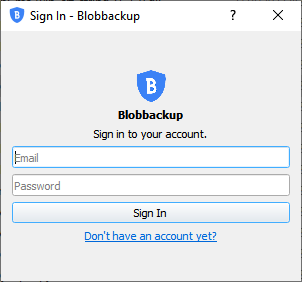 Sign In - Blobbackup
Blobbackup
Sign in to your account.
Email
Password
Sign In
Don't have an account yet?